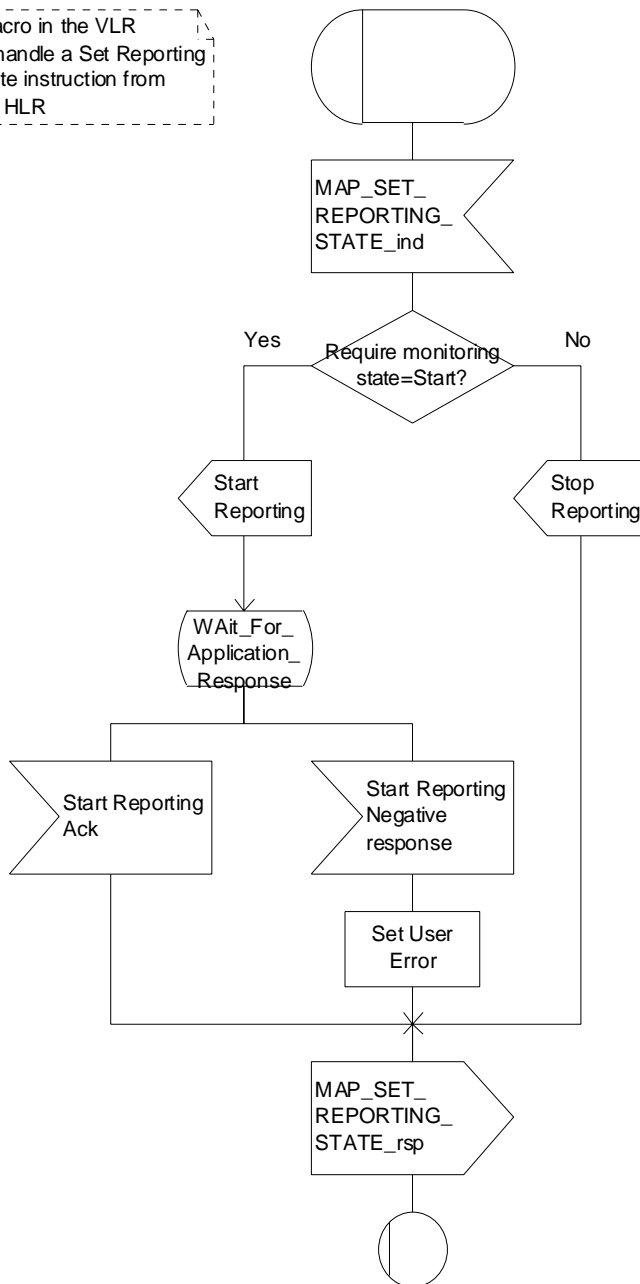 acro in the VLR
handle a Set Reporting
te instruction from
HLR
MAP_SET_
REPORTING_
STATE_ind
Yes
Require monitoring
state=Start?
No
Start
Reporting
Stop
Reporting
WAit_For_
Application_
Response
Start Reporting
Ack
Start Reporting
Negative
response
Set User
Error
MAP_SET_
REPORTING_
STATE_rsp